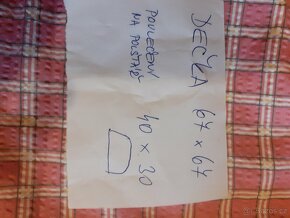 DEČKA 67 x 67
POVLEČENÍ
NA POLŠTÁŘ 40 x 30